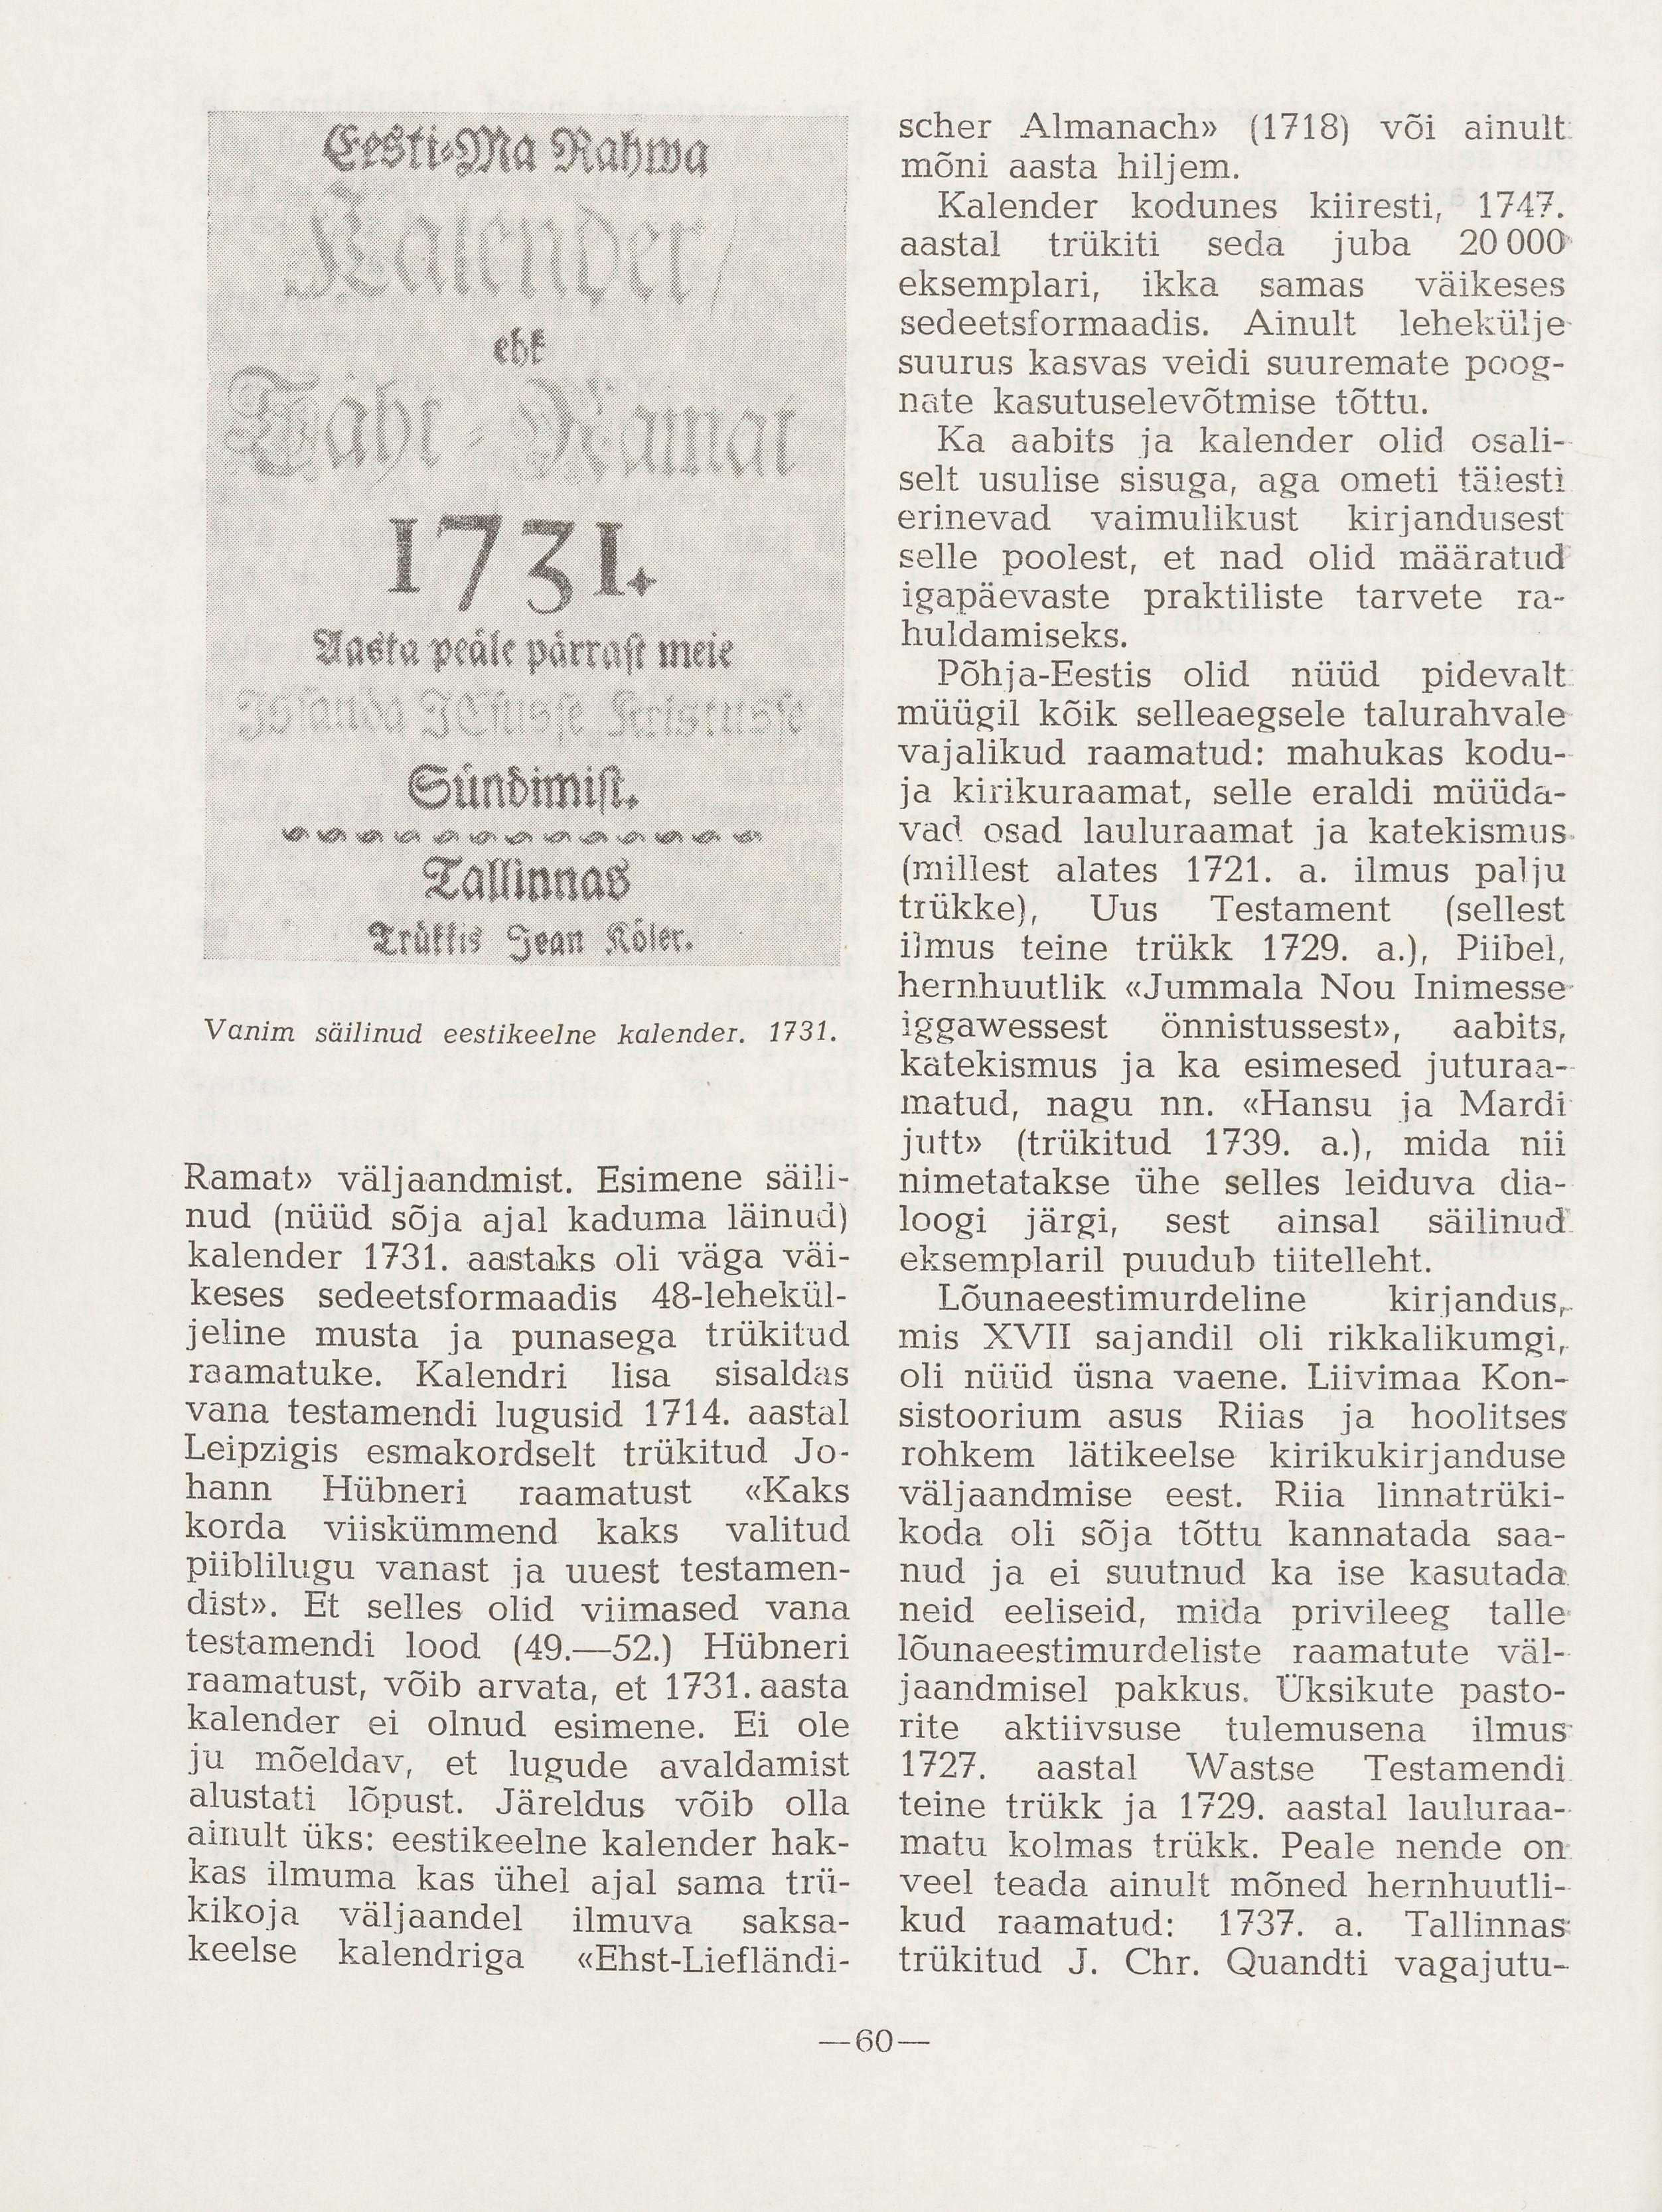 Eesti-Ma Rahwa
Kalender/
ehk
Täht-Ramat
1731.
Aasta peäle pärrast meie
Issanda JEsusse Kristusse
Sündimist.
Tallinnas
Trükkis Jean Köler.
Vanim säilinud eestikeelne kalender. 1731.
Ramat» väljaandmist. Esimene säili-
nud (nüüd sõja ajal kaduma läinud)
kalender 1731. aastaks oli väga väi-
keses sedeetsformaadis 48-lehekül-
jeline musta ja punasega trükitud
raamatuke. Kalendri lisa sisaldas
vana testamendi lugusid 1714. aastal
Leipzigis esmakordselt trükitud Jo-
hann Hübneri raamatust «Kaks
korda viiskümmend kaks valitud
piiblilugu vanast ja uuest testamen-
dist». Et selles olid viimased vana
testamendi lood (49.—52.) Hübneri
raamatust, võib arvata, et 1731. aasta
kalender ei olnud esimene. Ei ole
ju mõeldav, et lugude avaldamist
alustati lõpust. Järeldus võib olla
ainult üks: eestikeelne kalender hak-
kas ilmuma kas ühel ajal sama trü-
kikoja väljaandel ilmuva saksa-
keelse kalendriga «Ehst-Liefländi-
scher Almanach» (1718) või ainult
mõni aasta hiljem.
Kalender kodunes kiiresti, 1747.
aastal trükiti seda juba 20 000
eksemplari, ikka samas väikeses
sedeetsformaadis. Ainult lehekülje
suurus kasvas veidi suuremate poog-
nate kasutuselevõtmise tõttu.
Ka aabits ja kalender olid osali-
selt usulise sisuga, aga ometi täiesti
erinevad vaimulikust kirjandusest
selle poolest, et nad olid määratud
igapäevaste praktiliste tarvete ra-
huldamiseks.
Põhja-Eestis olid nüüd pidevalt
müügil kõik selleaegsele talurahvale
vajalikud raamatud: mahukas kodu-
ja kirikuraamat, selle eraldi müüda-
vad osad lauluraamat ja katekismus
(millest alates 1721. a. ilmus palju
trükke), Uus Testament (sellest
ilmus teine trükk 1729. a.), Piibel,
hernhuutlik «Jummala Nou Inimesse
iggawessest önnistussest», aabits,
katekismus ja ka esimesed juturaa-
matud, nagu nn. «Hansu ja Mardi
jutt» (trükitud 1739. a.), mida nii
nimetatakse ühe selles leiduva dia-
loogi järgi, sest ainsal säilinud
eksemplaril puudub tiitelleht.
Lõunaeestimurdeline kirjandus,
mis XVII sajandil oli rikkalikumgi,
oli nüüd üsna vaene. Liivimaa Kon-
sistoorium asus Riias ja hoolitses
rohkem lätikeelse kirikukirjanduse
väljaandmise eest. Riia linnatrüki-
koda oli sõja tõttu kannatada saa-
nud ja ei suutnud ka ise kasutada
neid eeliseid, mida privileeg talle
lõunaeestimurdeliste raamatute väl-
jaandmisel pakkus. Üksikute pasto-
rite aktiivsuse tulemusena ilmus
1727. aastal Wastse Testamendi
teine trükk ja 1729. aastal lauluraa-
matu kolmas trükk. Peale nende on
veel teada ainult mõned hernhuutli-
kud raamatud: 1737. a. Tallinnas
trükitud J. Chr. Quandti vagajutu-
—60—